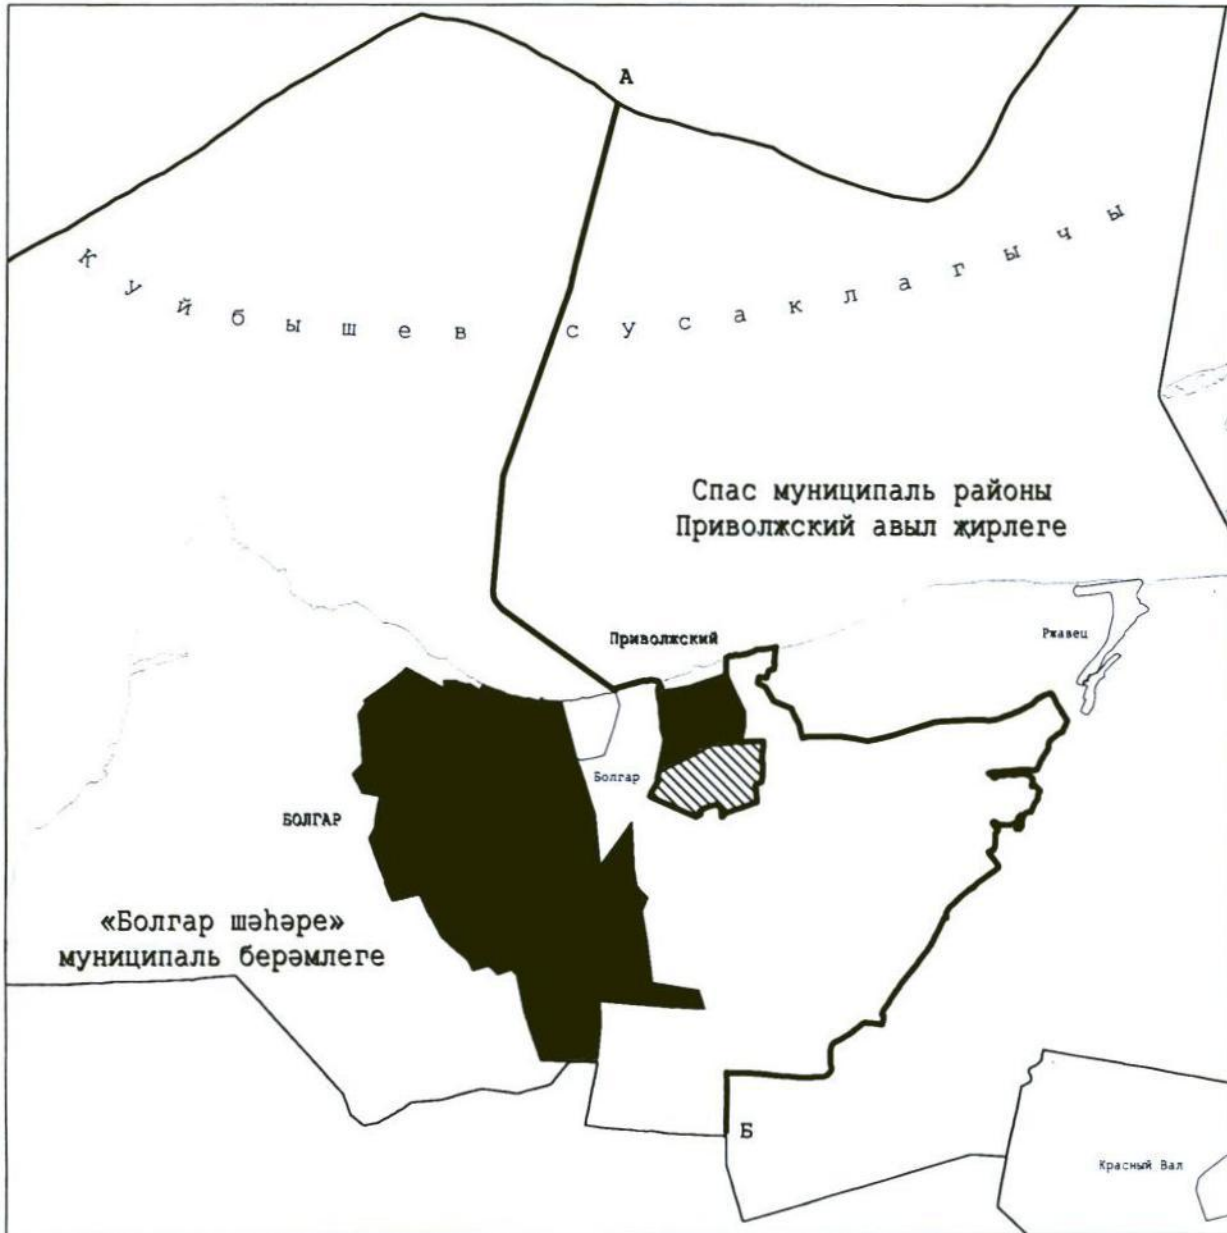 А
Куйбышев сусаклагычы
Спас муниципаль районы
Приволжский авыл җирлеге
Приволжский
Ржавец
Болгар
БОЛГАР
«Болгар шәһәре»
муниципаль берәмлеге
Б
Красный Вал